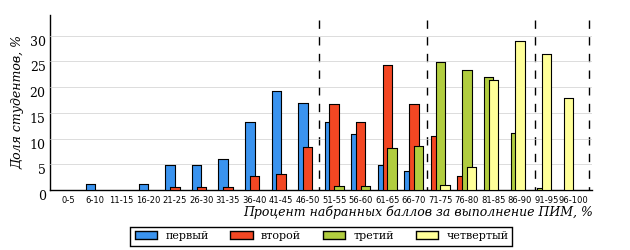 Доля студентов, %
30
25
20
15
10
5
0
0-5 6-10 11-15 16-20 21-25 26-30 31-35 36-40 41-45 46-50 51-55 56-60 61-65 66-70 71-75 76-80 81-85 86-90 91-95 96-100
Процент набранных баллов за выполнение ПИМ, %
первый второй третий четвертый